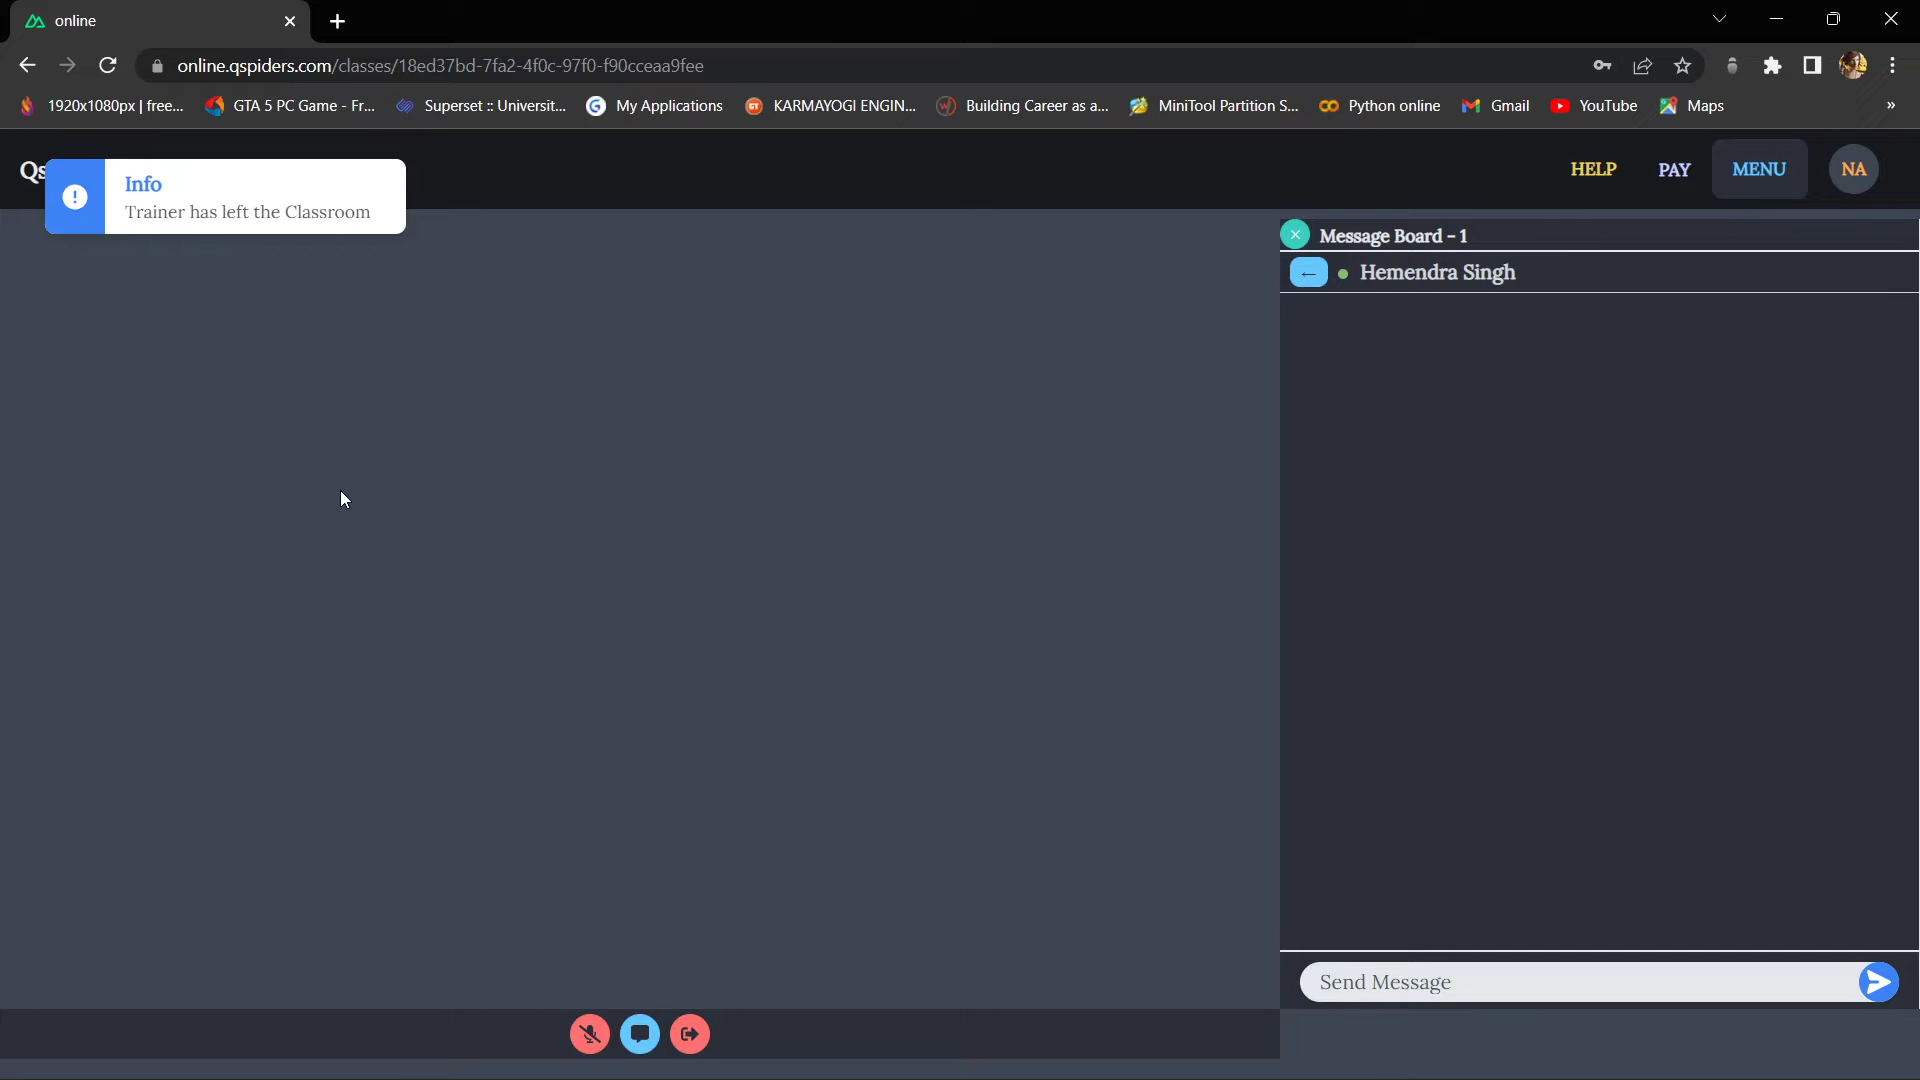 online
online.qspiders.com/classes/18ed37bd-7fa2-4f0c-97f0-f90cceaa9fee
1920x1080px | free... GTA 5 PC Game - Fr... Superset :: Universit... My Applications KARMAYOGI ENGIN... Building Career as a... MiniTool Partition S... Python online Gmail YouTube Maps »
Qs HELP PAY MENU NA
Info
Trainer has left the Classroom
Message Board - 1
← Hemendra Singh
Send Message